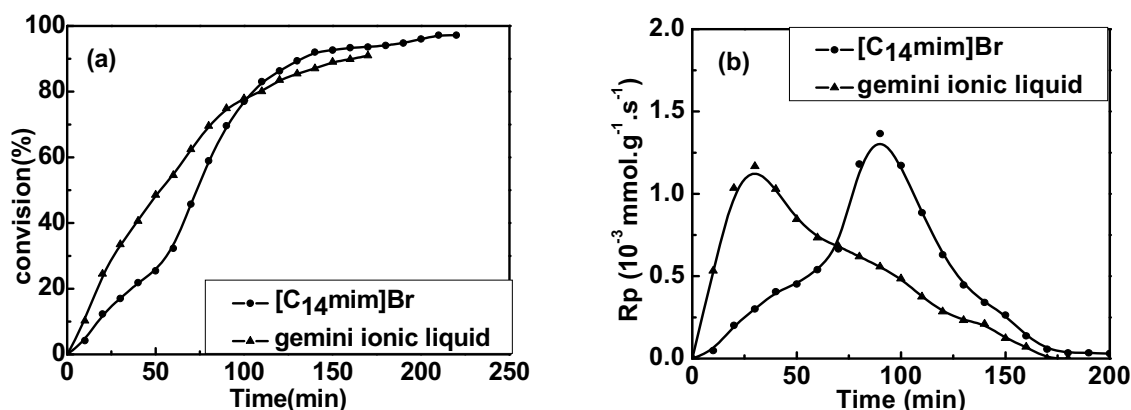 (a)
convision(%)
100
80
60
40
20
0
0 50 100 150 200 250
Time(min)
[C14mim]Br
gemini ionic liquid
(b)
[C14mim]Br
gemini ionic liquid
Rp (10-3 mmol.g-1.s-1)
2.0
1.5
1.0
0.5
0.0
0 50 100 150 200
Time (min)